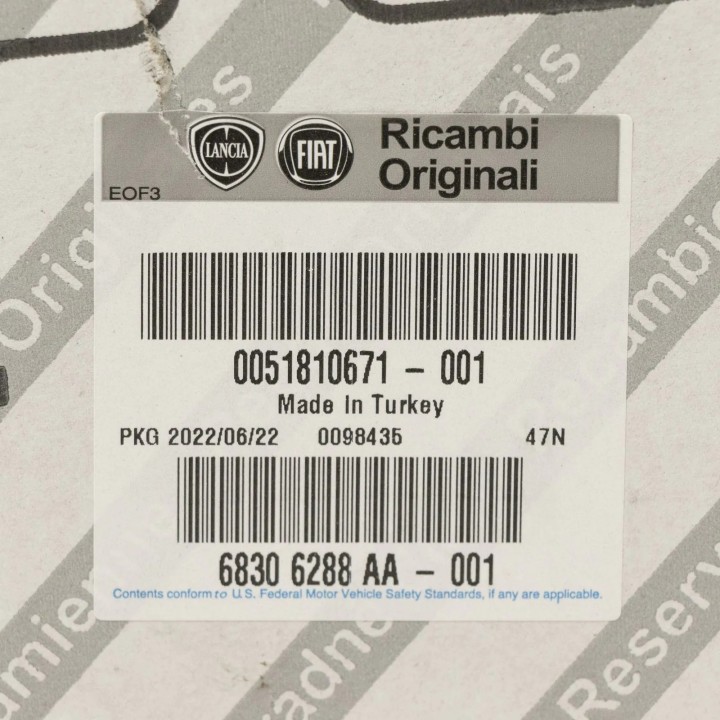 LANCIA FIAT Ricambi
Originali
EOF3
0051810671 - 001
Made In Turkey
PKG 2022/06/22 0098435 47N
6830 6288 AA - 001
Contents conform to U.S. Federal Motor Vehicle Safety Standards, if any are applicable.